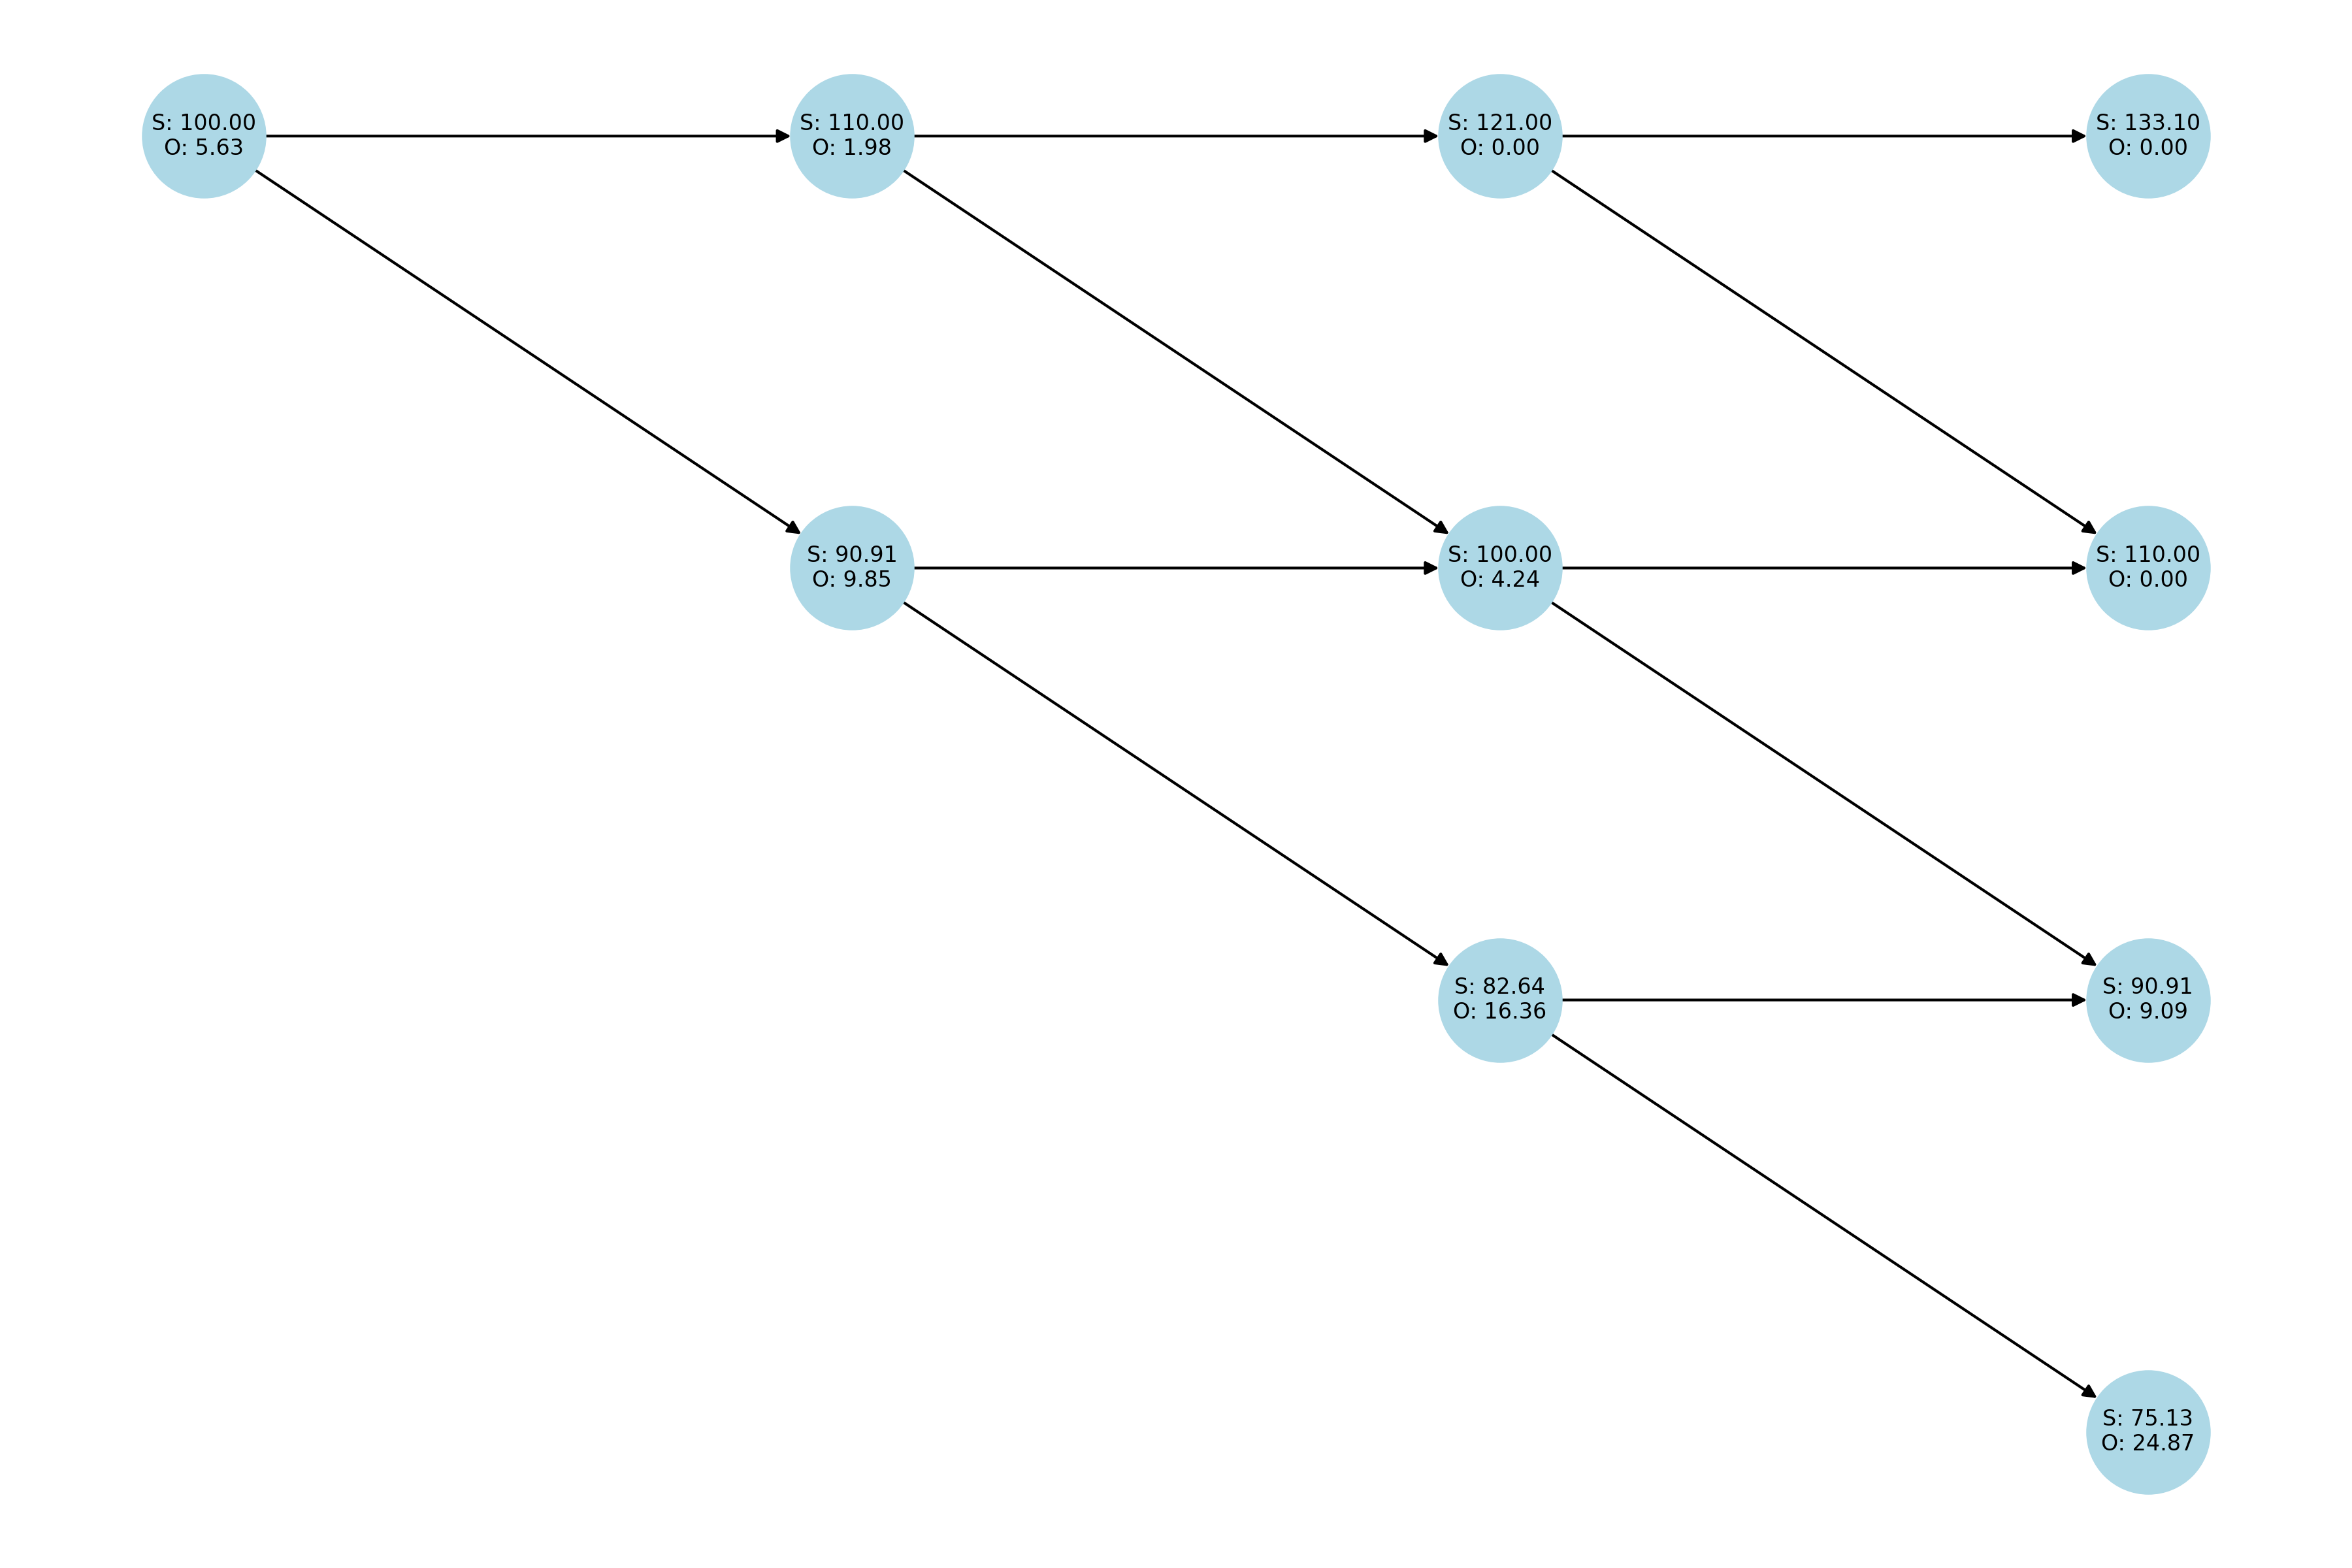 S: 100.00
O: 5.63
S: 110.00
O: 1.98
S: 121.00
O: 0.00
S: 133.10
O: 0.00
S: 90.91
O: 9.85
S: 100.00
O: 4.24
S: 110.00
O: 0.00
S: 82.64
O: 16.36
S: 90.91
O: 9.09
S: 75.13
O: 24.87